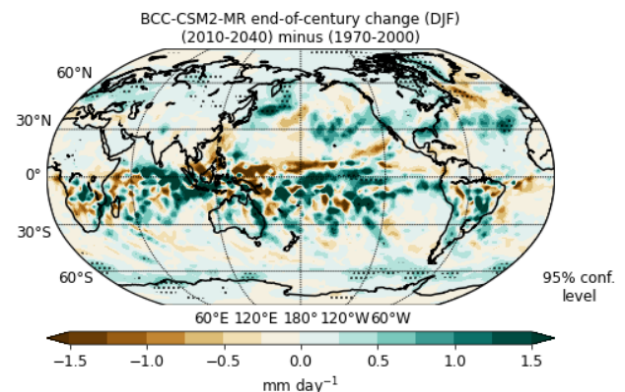 BCC-CSM2-MR end-of-century change (DJF)
(2010-2040) minus (1970-2000)
60°N
30°N
0°
30°S
60°S
95% conf.
level
60°E 120°E 180° 120°W 60°W
−1.5 −1.0 −0.5 0.0 0.5 1.0 1.5
mm day⁻¹